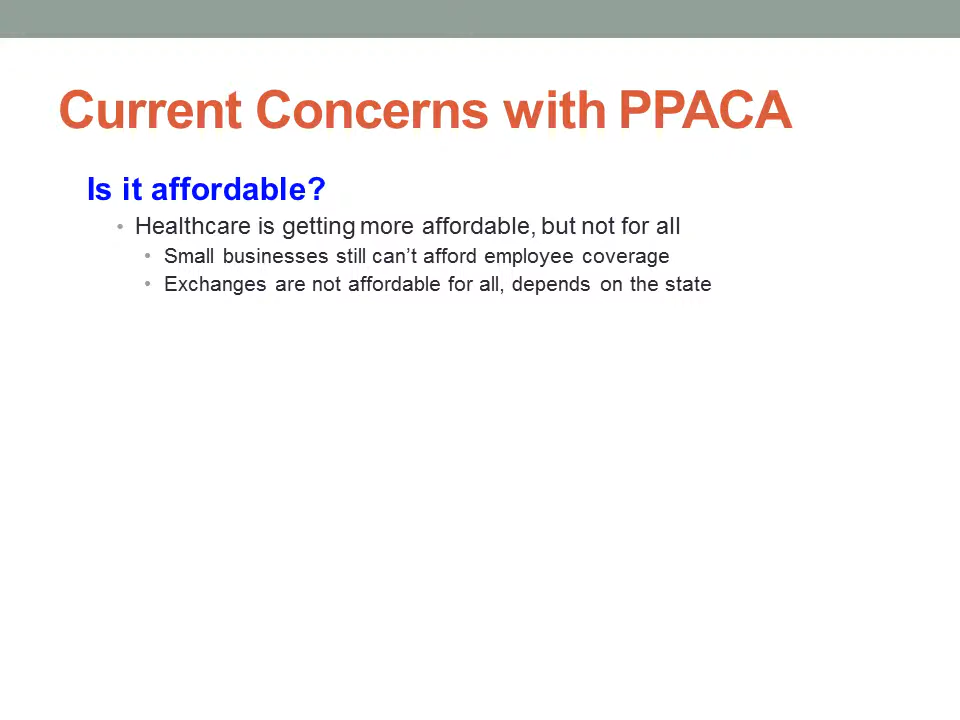 Current Concerns with PPACA
Is it affordable?
• Healthcare is getting more affordable, but not for all
• Small businesses still can’t afford employee coverage
• Exchanges are not affordable for all, depends on the state